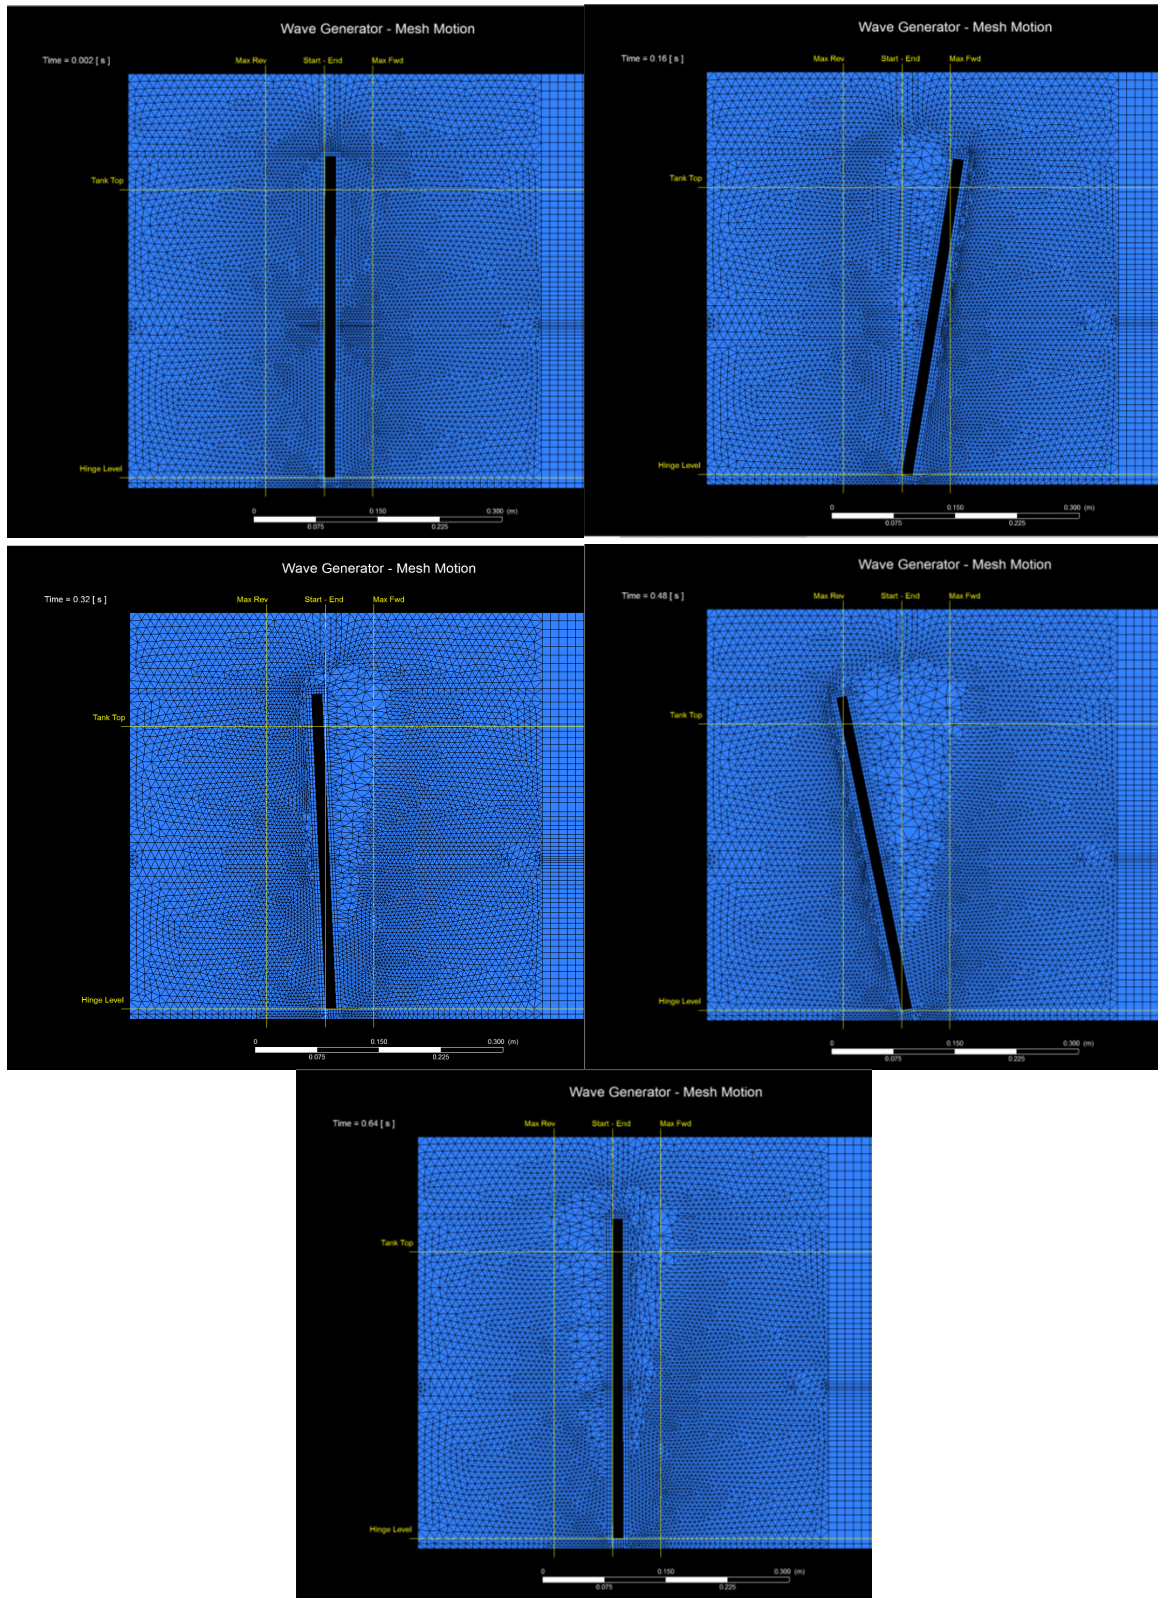 Wave Generator - Mesh Motion
Time = 0.002 [ s ]
Max Rev
Start - End
Max Fwd
Tank Top
Hinge Level
0
0.150
0.300 (m)
0.075
0.225
Wave Generator - Mesh Motion
Time = 0.16 [ s ]
Max Rev
Start - End
Max Fwd
Tank Top
Hinge Level
0
0.150
0.300 (m)
0.075
0.225
Wave Generator - Mesh Motion
Time = 0.32 [ s ]
Max Rev
Start - End
Max Fwd
Tank Top
Hinge Level
0
0.150
0.300 (m)
0.075
0.225
Wave Generator - Mesh Motion
Time = 0.48 [ s ]
Max Rev
Start - End
Max Fwd
Tank Top
Hinge Level
0
0.150
0.300 (m)
0.075
0.225
Wave Generator - Mesh Motion
Time = 0.64 [ s ]
Max Rev
Start - End
Max Fwd
Tank Top
Hinge Level
0
0.150
0.300 (m)
0.075
0.225